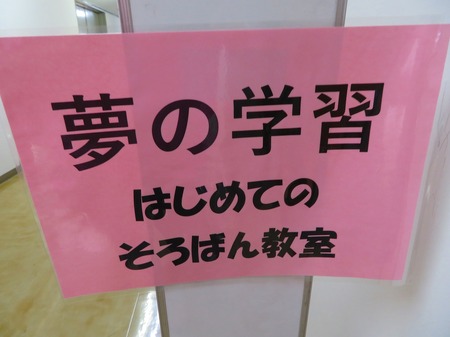 夢の学習
はじめての
そろばん教室